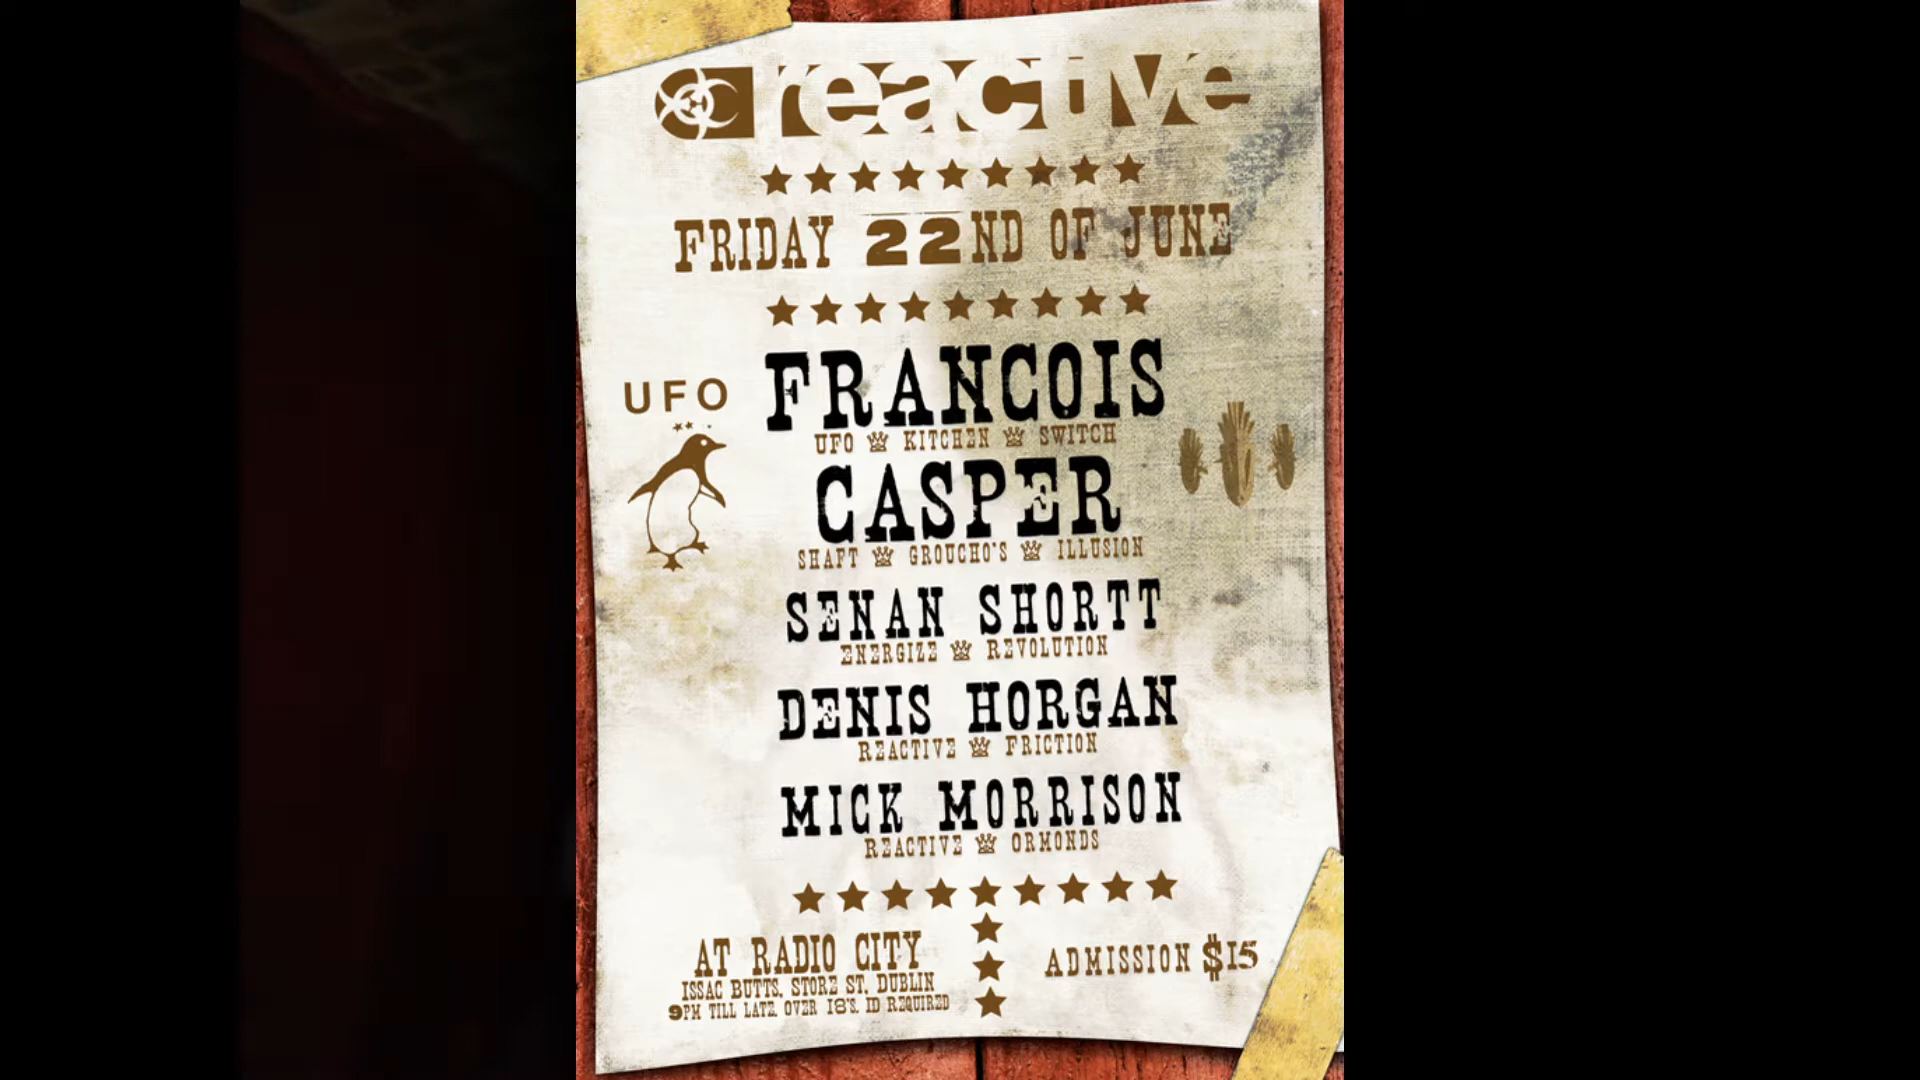 reactive
FRIDAY 22ND OF JUNE
UFO
FRANCOIS
UFO KITCHEN SWITCH
CASPER
SHAFT GROUCHO'S ILLUSION
SENAN SHORTT
ENERGIZE REVOLUTION
DENIS HORGAN
REACTIVE FRICTION
MICK MORRISON
REACTIVE ORMONDS
AT RADIO CITY
ISSAC BUTTS, STORE ST, DUBLIN
9PM TILL LATE. OVER 18'S. ID REQUIRED
ADMISSION $15